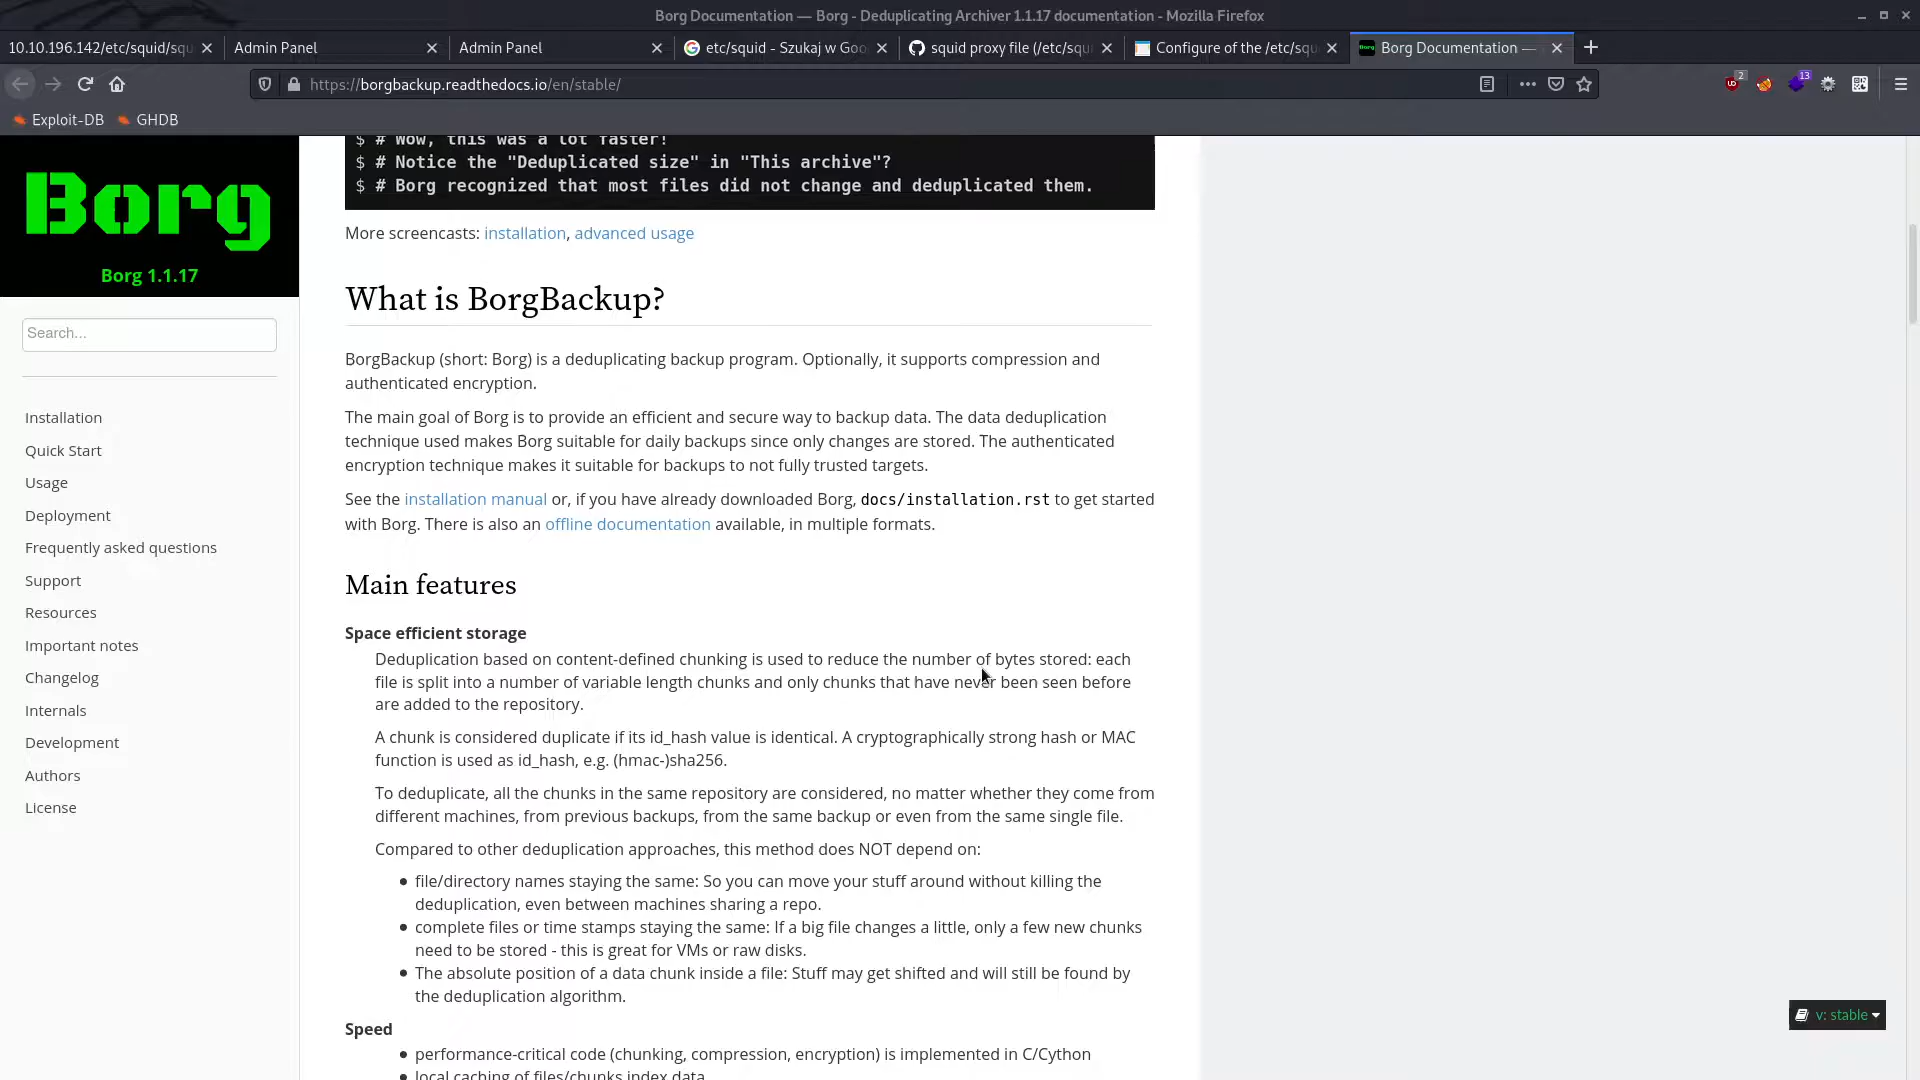 Borg Documentation — Borg - Deduplicating Archiver 1.1.17 documentation - Mozilla Firefox
10.10.196.142/etc/squid/squ
Admin Panel
Admin Panel
etc/squid - Szukaj w Goo
squid proxy file (/etc/squi
Configure of the /etc/squ
Borg Documentation —
https://borgbackup.readthedocs.io/en/stable/
2
13
Exploit-DB
GHDB
Borg
Borg 1.1.17
Search...
Installation
Quick Start
Usage
Deployment
Frequently asked questions
Support
Resources
Important notes
Changelog
Internals
Development
Authors
License
$ # Wow, this was a lot faster!
$ # Notice the "Deduplicated size" in "This archive"?
$ # Borg recognized that most files did not change and deduplicated them.
More screencasts: installation, advanced usage
What is BorgBackup?
BorgBackup (short: Borg) is a deduplicating backup program. Optionally, it supports compression and
authenticated encryption.
The main goal of Borg is to provide an efficient and secure way to backup data. The data deduplication
technique used makes Borg suitable for daily backups since only changes are stored. The authenticated
encryption technique makes it suitable for backups to not fully trusted targets.
See the installation manual or, if you have already downloaded Borg, docs/installation.rst to get started
with Borg. There is also an offline documentation available, in multiple formats.
Main features
Space efficient storage
Deduplication based on content-defined chunking is used to reduce the number of bytes stored: each
file is split into a number of variable length chunks and only chunks that have never been seen before
are added to the repository.
A chunk is considered duplicate if its id_hash value is identical. A cryptographically strong hash or MAC
function is used as id_hash, e.g. (hmac-)sha256.
To deduplicate, all the chunks in the same repository are considered, no matter whether they come from
different machines, from previous backups, from the same backup or even from the same single file.
Compared to other deduplication approaches, this method does NOT depend on:
• file/directory names staying the same: So you can move your stuff around without killing the
deduplication, even between machines sharing a repo.
• complete files or time stamps staying the same: If a big file changes a little, only a few new chunks
need to be stored - this is great for VMs or raw disks.
• The absolute position of a data chunk inside a file: Stuff may get shifted and will still be found by
the deduplication algorithm.
Speed
• performance-critical code (chunking, compression, encryption) is implemented in C/Cython
• local caching of files/chunks index data
v: stable